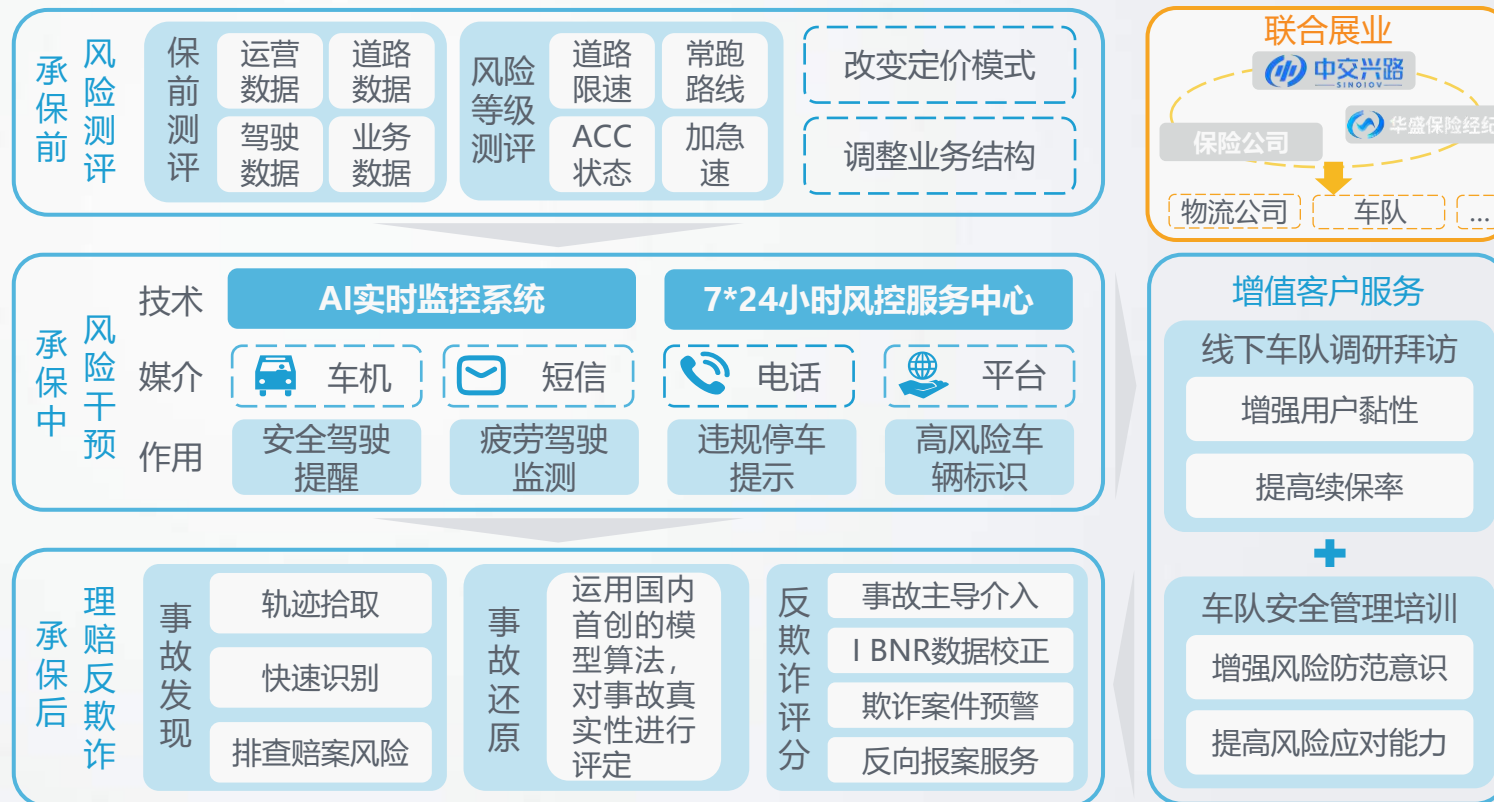 承保前
风险测评
保前测评
运营
数据
道路
数据
驾驶
数据
业务
数据
风险
等级
测评
道路
限速
常跑
路线
ACC
状态
加急
速
改变定价模式
调整业务结构
联合展业
中交兴路
SINOIOV
保险公司
华盛保险经纪
物流公司
车队
...
承保中
风险干预
技术
AI实时监控系统
7*24小时风控服务中心
媒介
车机
短信
电话
平台
作用
安全驾驶
提醒
疲劳驾驶
监测
违规停车
提示
高风险车
辆标识
增值客户服务
线下车队调研拜访
增强用户黏性
提高续保率
车队安全管理培训
增强风险防范意识
提高风险应对能力
承保后
理赔反欺诈
事故发现
轨迹拾取
快速识别
排查赔案风险
事故还原
运用国内
首创的模
型算法，
对事故真
实性进行
评定
反欺诈评分
事故主导介入
I BNR数据校正
欺诈案件预警
反向报案服务